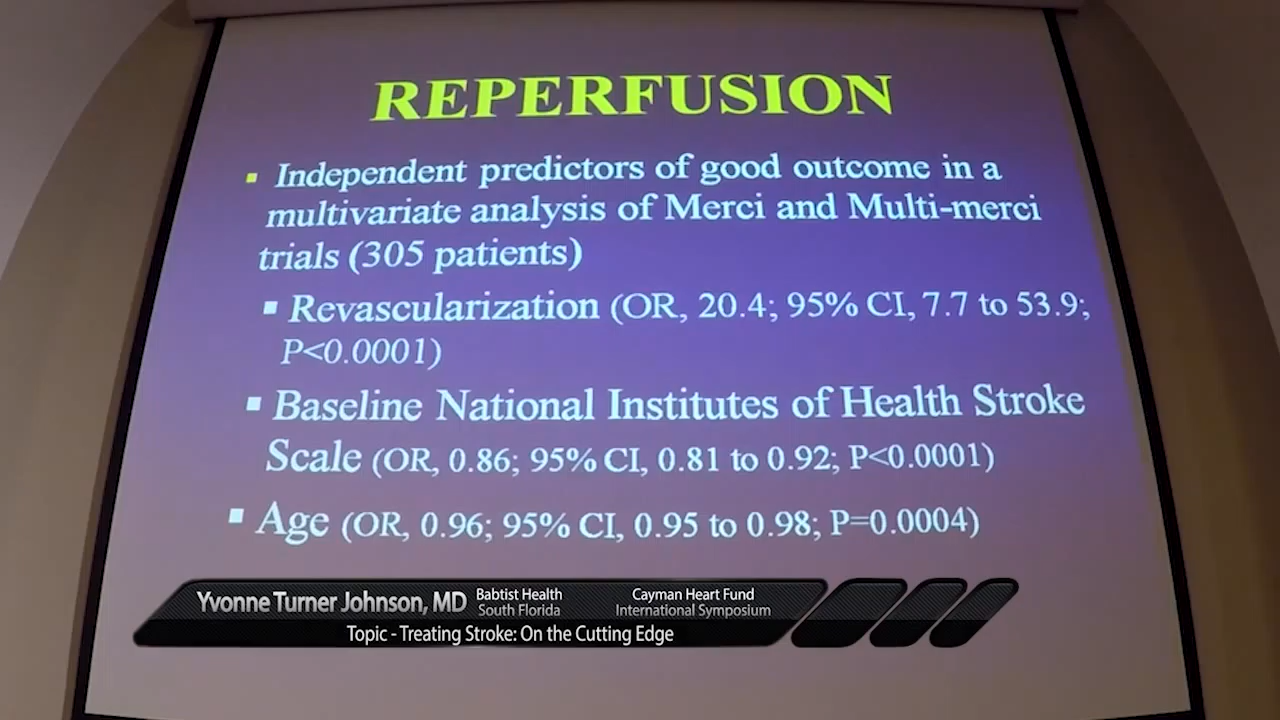 REPERFUSION
▪ Independent predictors of good outcome in a
multivariate analysis of Merci and Multi-merci
trials (305 patients)
▪ Revascularization (OR, 20.4; 95% CI, 7.7 to 53.9;
P<0.0001)
▪ Baseline National Institutes of Health Stroke
Scale (OR, 0.86; 95% CI, 0.81 to 0.92; P<0.0001)
▪ Age (OR, 0.96; 95% CI, 0.95 to 0.98; P=0.0004)
Yvonne Turner Johnson, MD
Babtist Health
South Florida
Cayman Heart Fund
International Symposium
Topic - Treating Stroke: On the Cutting Edge